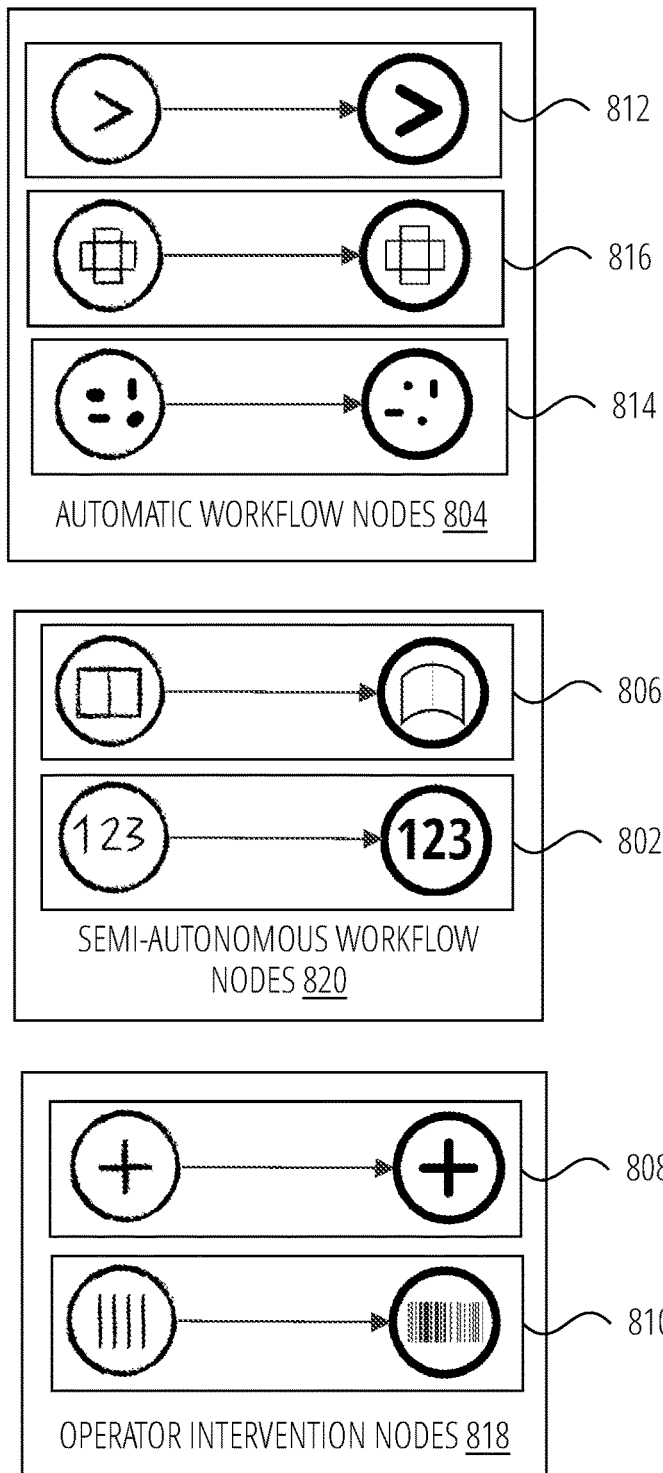 > > 812
816
814
AUTOMATIC WORKFLOW NODES 804
806
123 123 802
SEMI-AUTONOMOUS WORKFLOW
NODES 820
+ + 808
810
OPERATOR INTERVENTION NODES 818